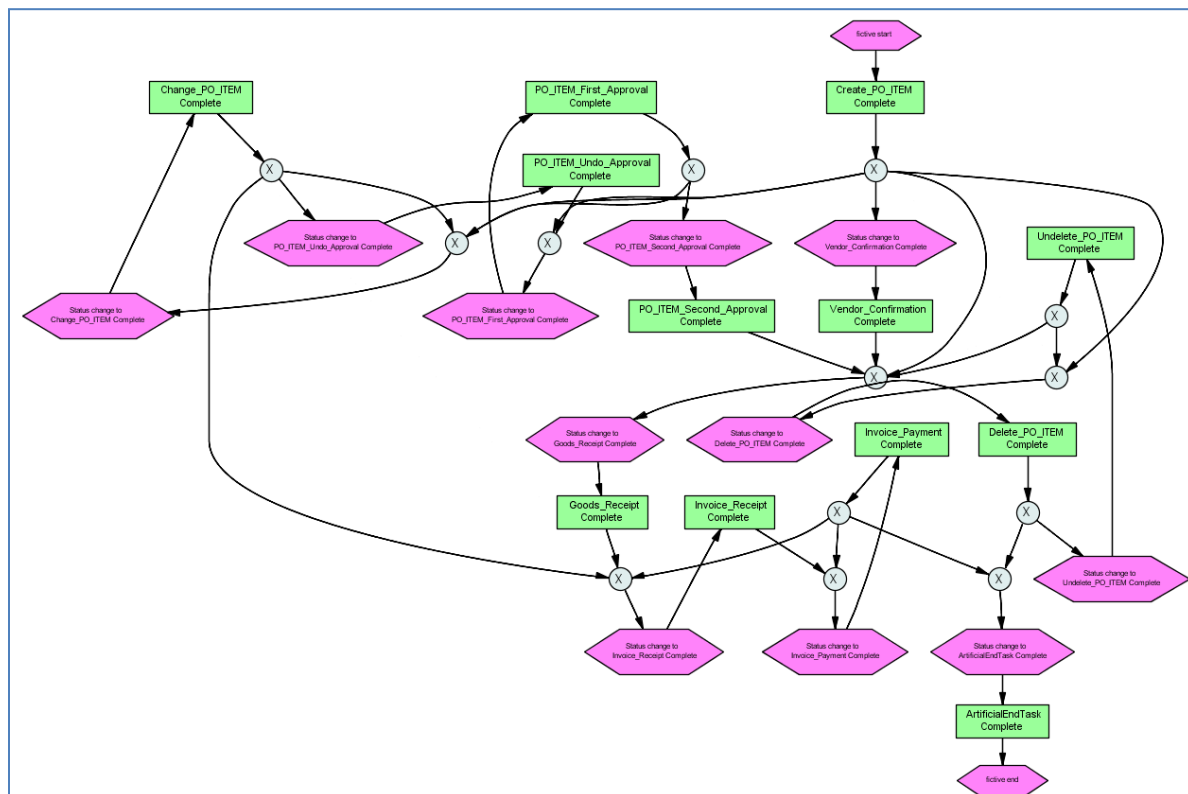 fictive start
Change_PO_ITEM
Complete
PO_ITEM_First_Approval
Complete
Create_PO_ITEM
Complete
X
PO_ITEM_Undo_Approval
Complete
X
X
Status change to
PO_ITEM_Undo_Approval Complete
X
X
Status change to
PO_ITEM_Second_Approval Complete
Status change to
Vendor_Confirmation Complete
Undelete_PO_ITEM
Complete
Status change to
Change_PO_ITEM Complete
Status change to
PO_ITEM_First_Approval Complete
PO_ITEM_Second_Approval
Complete
Vendor_Confirmation
Complete
X
X
X
Status change to
Goods_Receipt Complete
Status change to
Delete_PO_ITEM Complete
Invoice_Payment
Complete
Delete_PO_ITEM
Complete
Goods_Receipt
Complete
Invoice_Receipt
Complete
X
X
X
X
X
Status change to
Undelete_PO_ITEM Complete
Status change to
Invoice_Receipt Complete
Status change to
Invoice_Payment Complete
Status change to
ArtificialEndTask Complete
ArtificialEndTask
Complete
fictive end